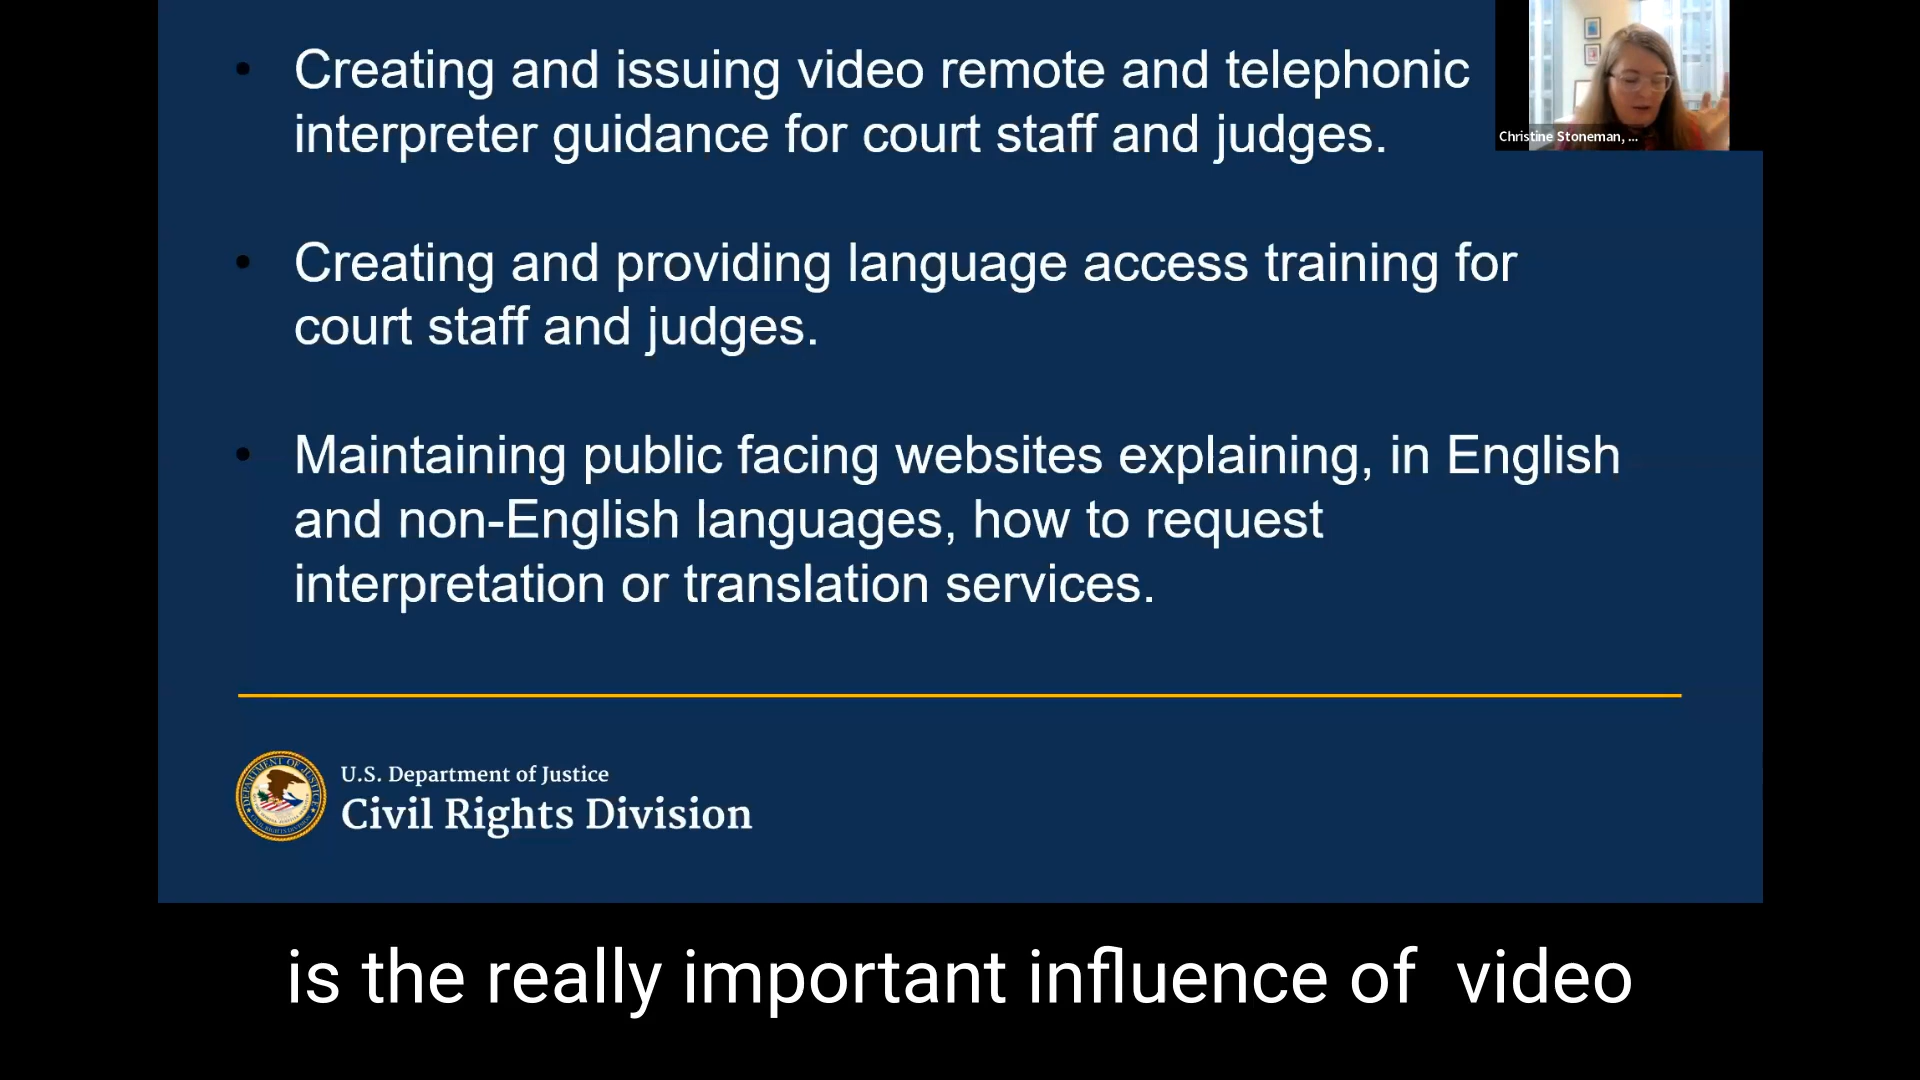 Creating and issuing video remote and telephonic
interpreter guidance for court staff and judges.
Christine Stoneman, ...
Creating and providing language access training for
court staff and judges.
Maintaining public facing websites explaining, in English
and non-English languages, how to request
interpretation or translation services.
U.S. Department of Justice
Civil Rights Division
is the really important influence of  video